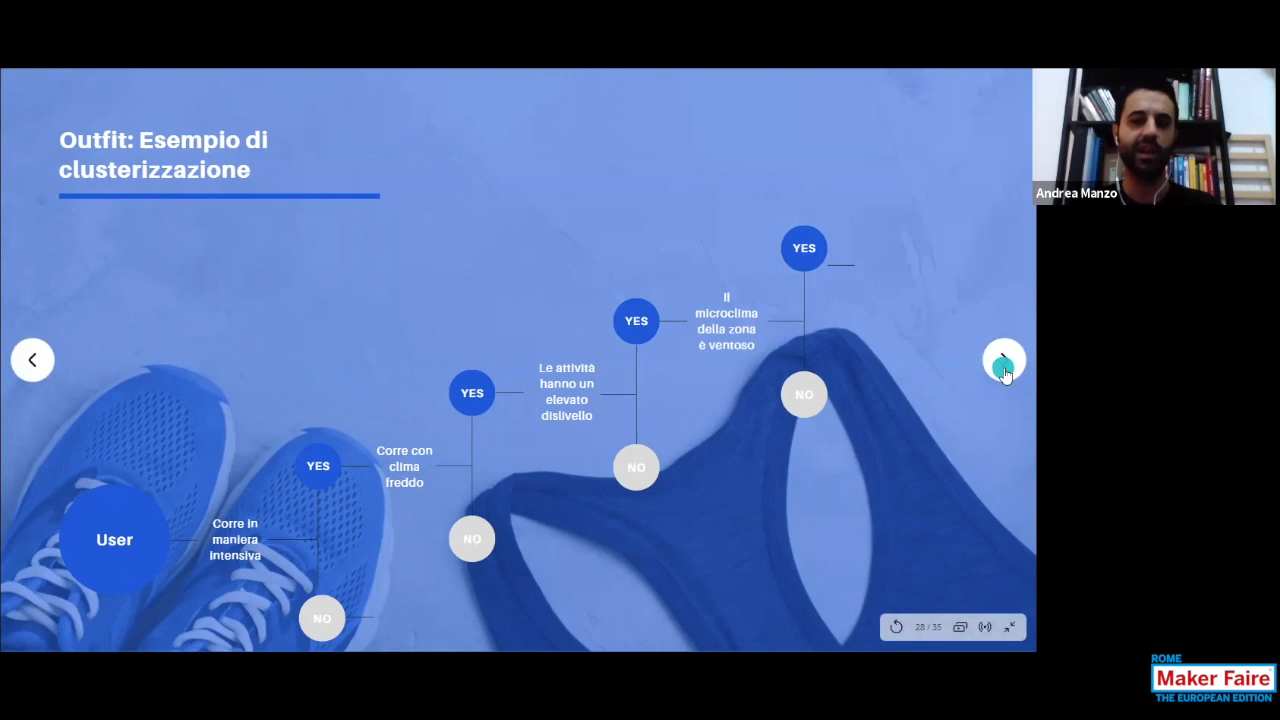 Outfit: Esempio di
clusterizzazione
Andrea Manzo
YES
Il
microclima
della zona
è ventoso
YES
NO
Le attività
hanno un
elevato
dislivello
YES
NO
Corre con
clima
freddo
YES
NO
Corre in
maniera
Intensiva
User
NO
28 / 35
ROME
Maker Faire
THE EUROPEAN EDITION